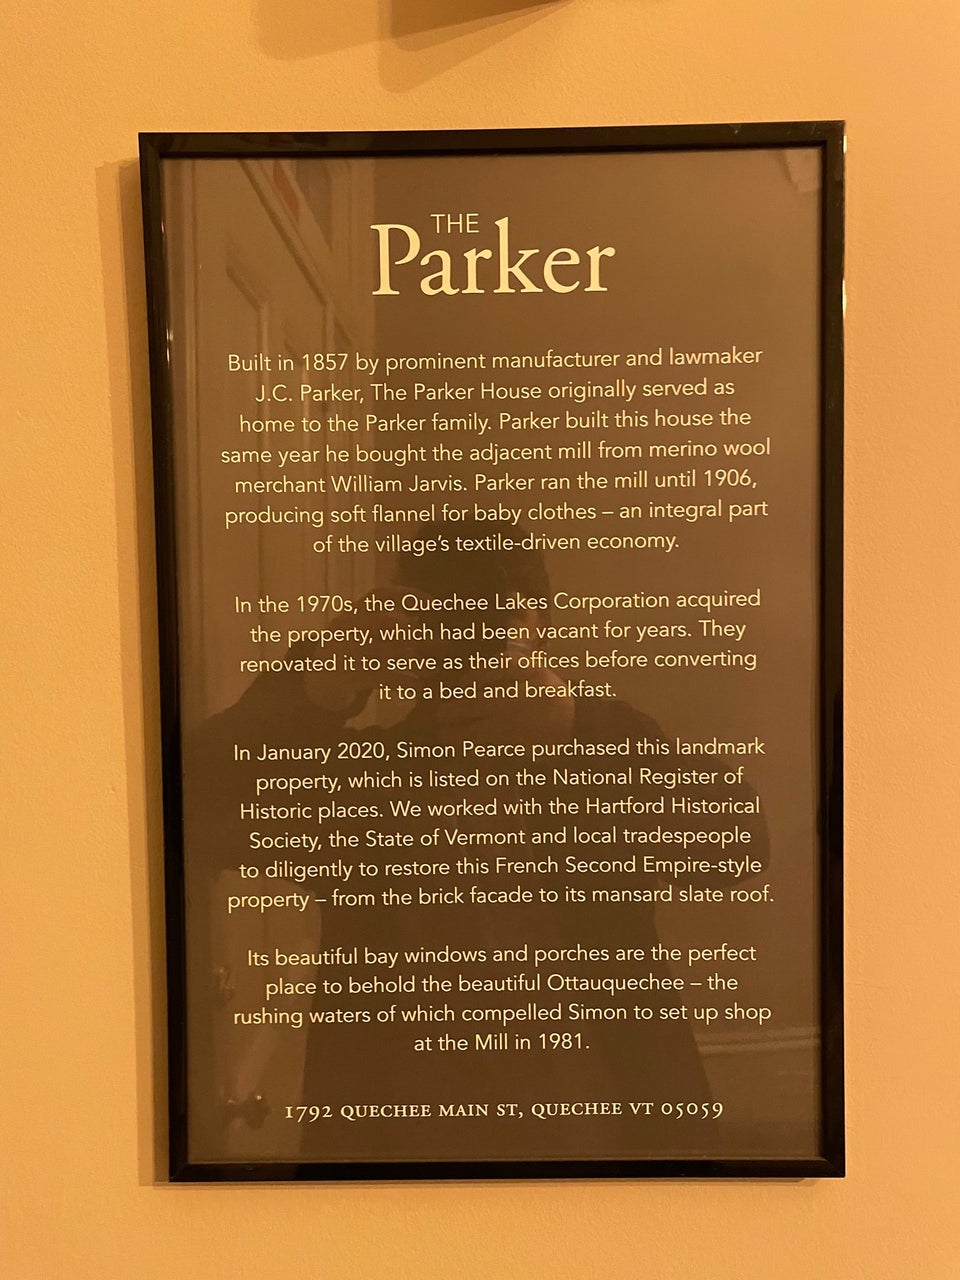 THE
Parker
Built in 1857 by prominent manufacturer and lawmaker
J.C. Parker, The Parker House originally served as
home to the Parker family. Parker built this house the
same year he bought the adjacent mill from merino wool
merchant William Jarvis. Parker ran the mill until 1906,
producing soft flannel for baby clothes – an integral part
of the village's textile-driven economy.
In the 1970s, the Quechee Lakes Corporation acquired
the property, which had been vacant for years. They
renovated it to serve as their offices before converting
it to a bed and breakfast.
In January 2020, Simon Pearce purchased this landmark
property, which is listed on the National Register of
Historic places. We worked with the Hartford Historical
Society, the State of Vermont and local tradespeople
to diligently to restore this French Second Empire-style
property – from the brick facade to its mansard slate roof.
Its beautiful bay windows and porches are the perfect
place to behold the beautiful Ottauquechee – the
rushing waters of which compelled Simon to set up shop
at the Mill in 1981.
1792 QUECHEE MAIN ST, QUECHEE VT 05059